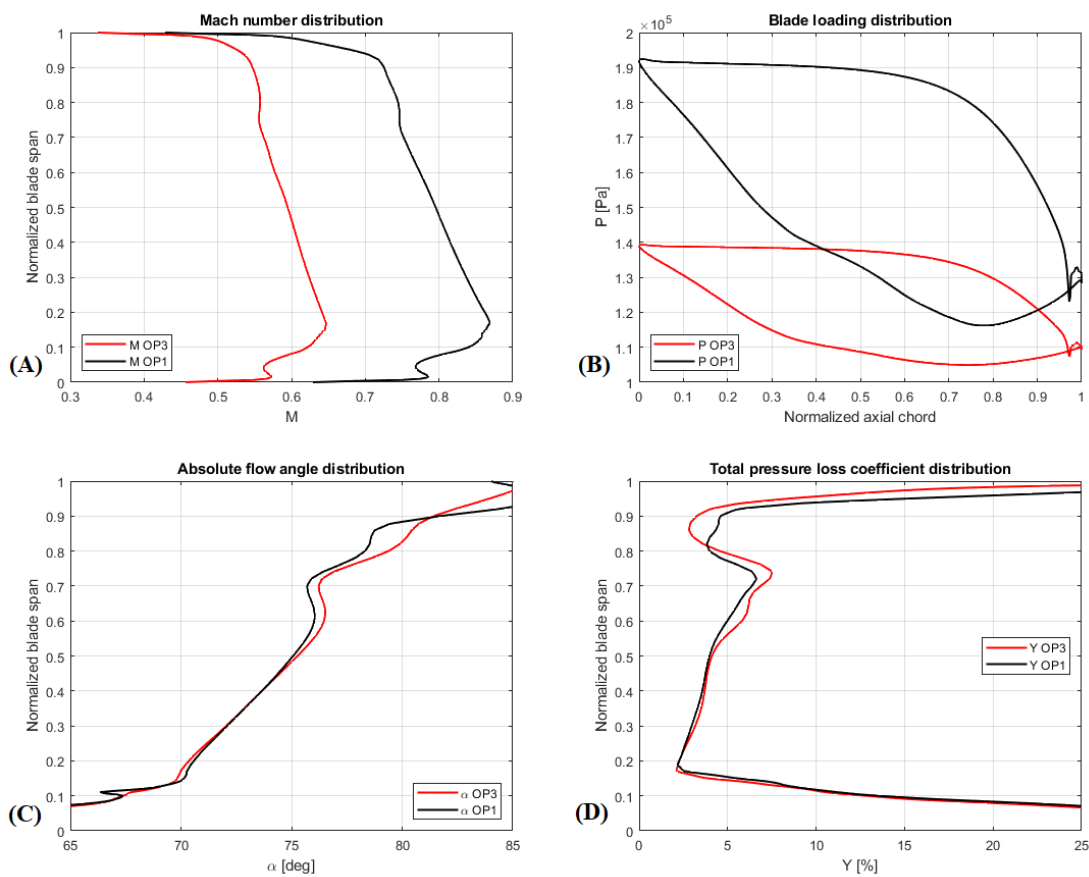 Mach number distribution
1
0.9
0.8
0.7
0.6
0.5
0.4
0.3
0.2
0.1
0
Normalized blade span
M OP3
M OP1
(A)
0.3 0.4 0.5 0.6 0.7 0.8 0.9
M
Blade loading distribution
×10⁵
2
1.9
1.8
1.7
1.6
1.5
1.4
1.3
1.2
1.1
1
P [Pa]
P OP3
P OP1
(B)
0 0.1 0.2 0.3 0.4 0.5 0.6 0.7 0.8 0.9 1
Normalized axial chord
Absolute flow angle distribution
1
0.9
0.8
0.7
0.6
0.5
0.4
0.3
0.2
0.1
0
Normalized blade span
α OP3
α OP1
(C)
65 70 75 80 85
α [deg]
Total pressure loss coefficient distribution
1
0.9
0.8
0.7
0.6
0.5
0.4
0.3
0.2
0.1
0
Normalized blade span
Y OP3
Y OP1
(D)
0 5 10 15 20 25
Y [%]